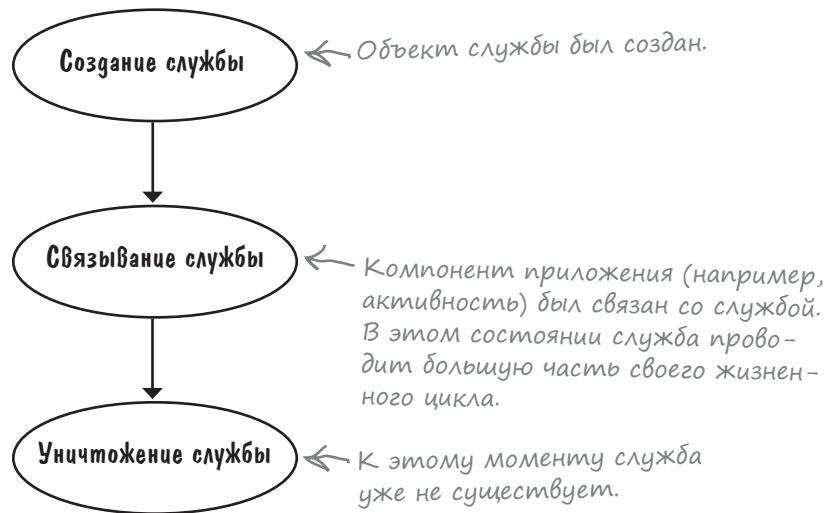 Создание службы
Объект службы был создан.
Связывание службы
Компонент приложения (например,
активность) был связан со службой.
В этом состоянии служба прово-
дит большую часть своего жизнен-
ного цикла.
Уничтожение службы
К этому моменту служба
уже не существует.